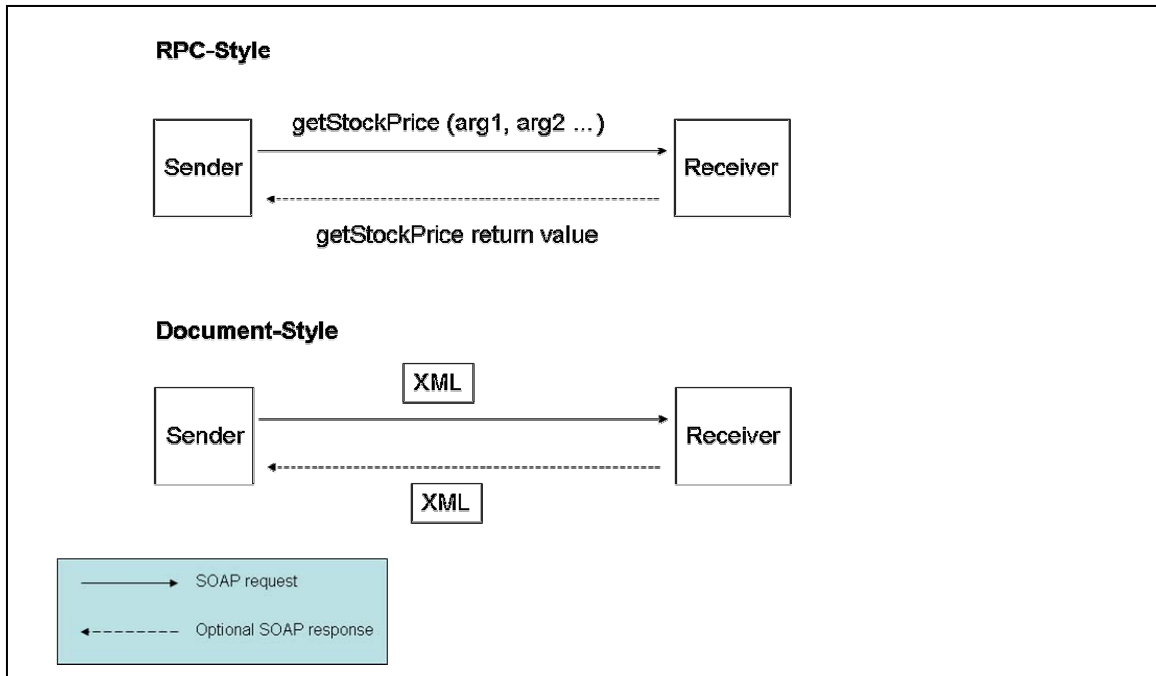 RPC-Style
getStockPrice (arg1, arg2 ...)
Sender
Receiver
getStockPrice return value
Document-Style
XML
Sender
Receiver
XML
SOAP request
Optional SOAP response